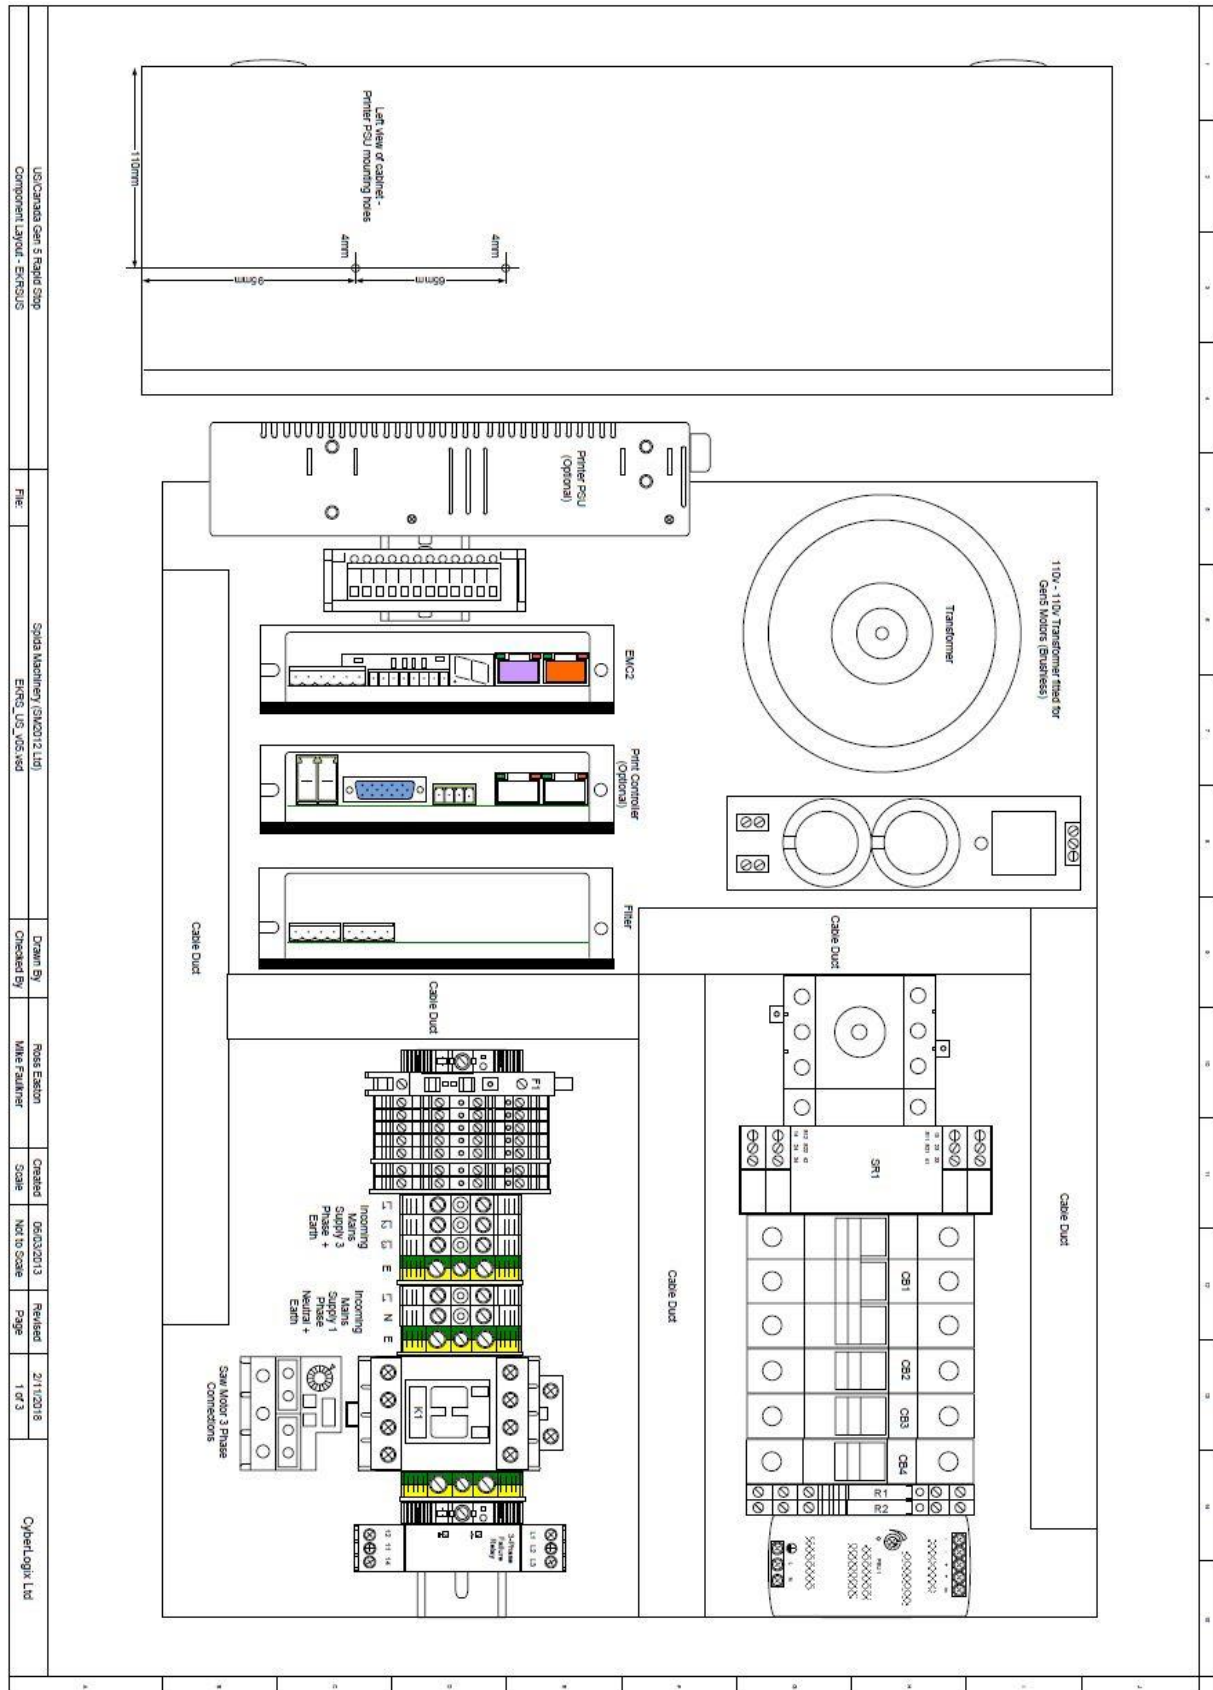 Left view of cabinet -
Printer PSU mounting holes
110mm
4mm
4mm
95mm
65mm
Printer PSU
(Optional)
110v - 110v Transformer fitted for
Gen5 Motors (Brushless)
Transformer
EMC2
Print Controller
(Optional)
Filter
Cable Duct
Cable Duct
Cable Duct
Cable Duct
Cable Duct
F1
SR1
CB1
CB2
CB3
CB4
R1
R2
PSU1
Incoming
Mains
Supply 3
Phase +
Earth
E
Incoming
Mains
Supply 1
Phase
Neutral +
Earth
N
E
K1
Saw Motor 3 Phase
Connections
3-Phase
Failure
Relay
L1 L2 L3
12 11 14
US/Canada Gen 5 Rapid Stop
Component Layout - EKRSUS
Spida Machinery (SM2012 Ltd)
File:
EKRS_US_v05.vsd
Drawn By
Ross Easton
Checked By
Mike Faulkner
Created
06/03/2013
Scale
Not to Scale
Revised
2/11/2018
Page
1 of 3
CyberLogix Ltd